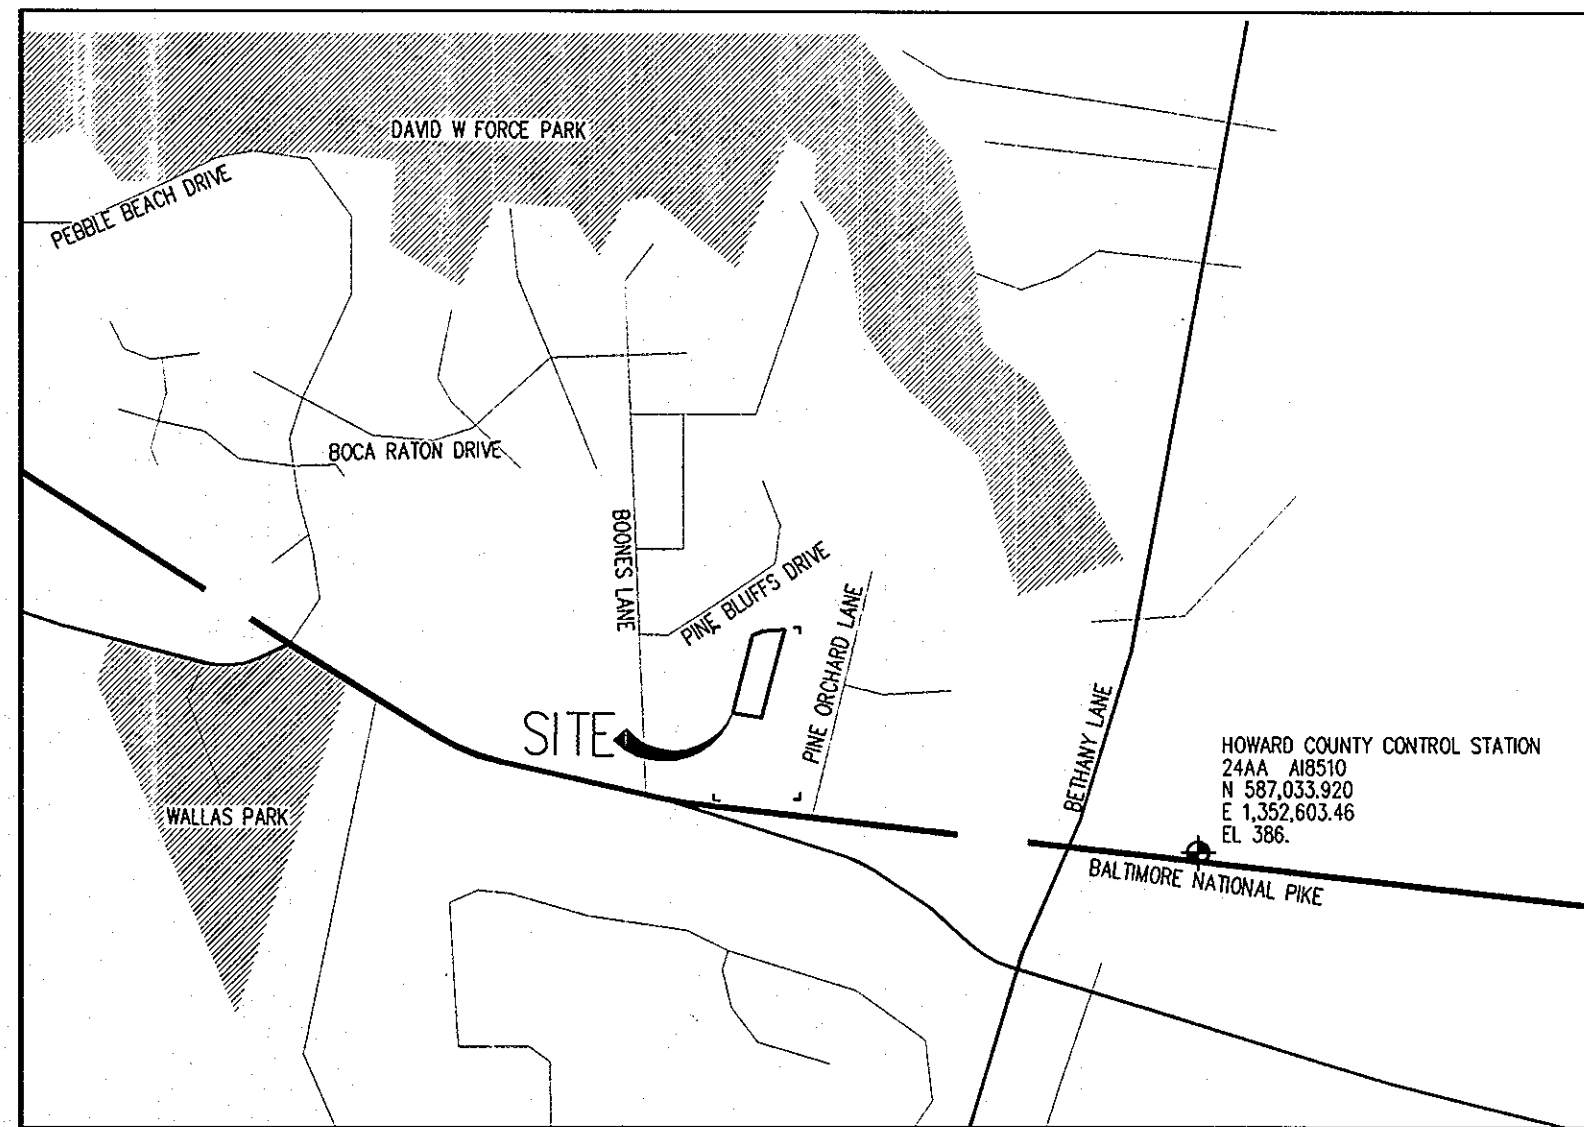 DAVID W FORCE PARK
PEBBLE BEACH DRIVE
BOCA RATON DRIVE
BOONES LANE
PINE BLUFFS DRIVE
PINE ORCHARD LANE
SITE
BETHANY LANE
HOWARD COUNTY CONTROL STATION
24AA AI8510
N 587,033.920
E 1,352,603.46
EL 386.
WALLAS PARK
BALTIMORE NATIONAL PIKE